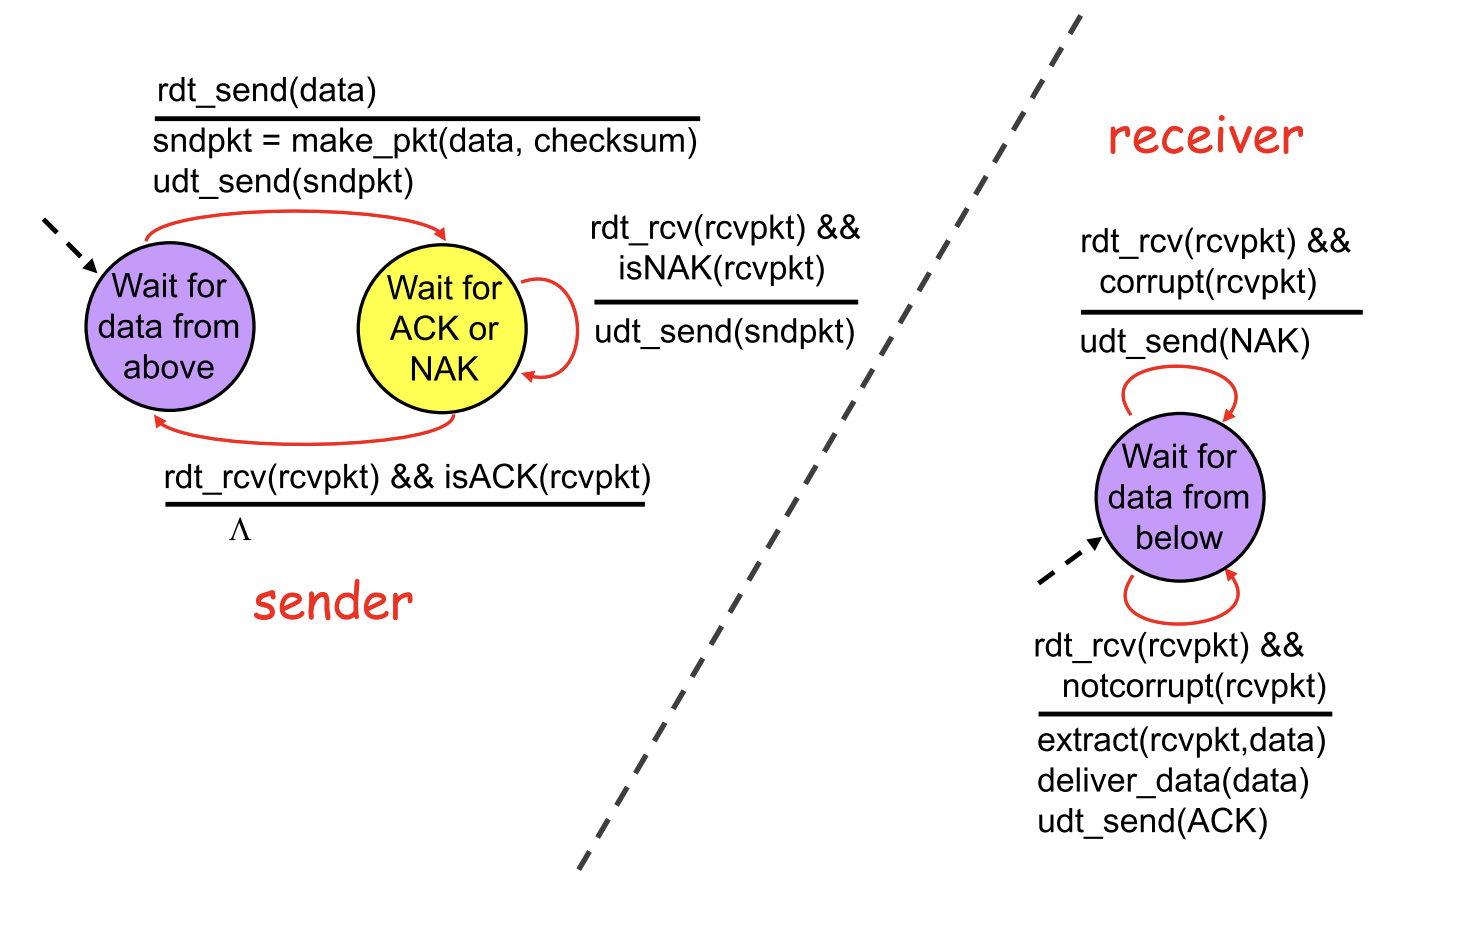 rdt_send(data)
sndpkt = make_pkt(data, checksum)
udt_send(sndpkt)
Wait for
data from
above
Wait for
ACK or
NAK
rdt_rcv(rcvpkt) &&
isNAK(rcvpkt)
udt_send(sndpkt)
rdt_rcv(rcvpkt) && isACK(rcvpkt)
Λ
sender
receiver
rdt_rcv(rcvpkt) &&
corrupt(rcvpkt)
udt_send(NAK)
Wait for
data from
below
rdt_rcv(rcvpkt) &&
notcorrupt(rcvpkt)
extract(rcvpkt,data)
deliver_data(data)
udt_send(ACK)